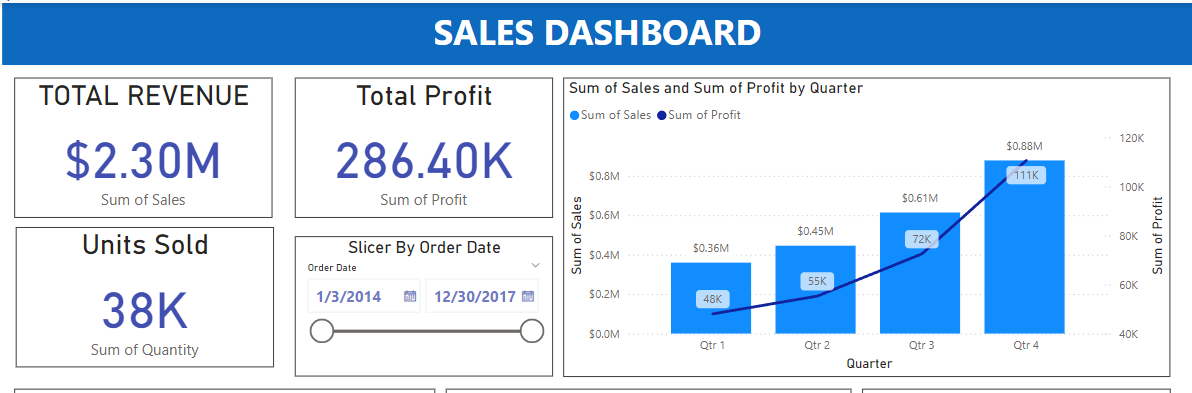 SALES DASHBOARD
TOTAL REVENUE
$2.30M
Sum of Sales
Total Profit
286.40K
Sum of Profit
Units Sold
38K
Sum of Quantity
Slicer By Order Date
Order Date
1/3/2014
12/30/2017
Sum of Sales and Sum of Profit by Quarter
Sum of Sales
Sum of Profit
Sum of Sales
$0.8M
$0.6M
$0.4M
$0.2M
$0.0M
$0.36M
$0.45M
$0.61M
$0.88M
48K
55K
72K
111K
120K
100K
80K
60K
40K
Sum of Profit
Qtr 1
Qtr 2
Qtr 3
Qtr 4
Quarter